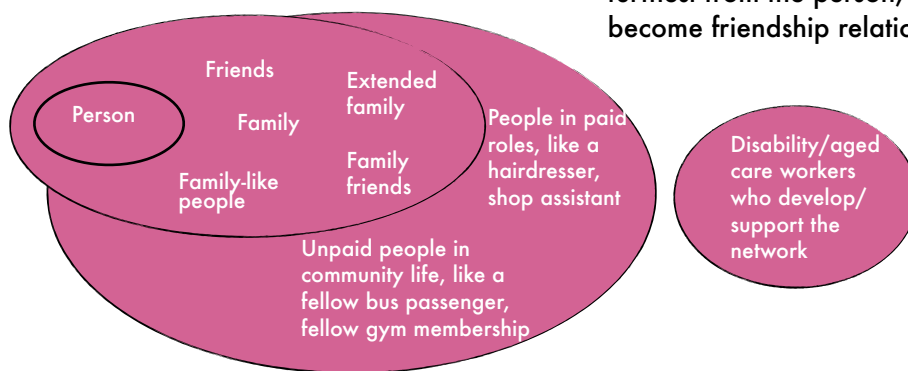 become friendship relatio
Friends
Extended
family
Person
Family
Family-like
people
Family
friends
People in paid
roles, like a
hairdresser,
shop assistant
Unpaid people in
community life, like a
fellow bus passenger,
fellow gym membership
Disability/aged
care workers
who develop/
support the
network